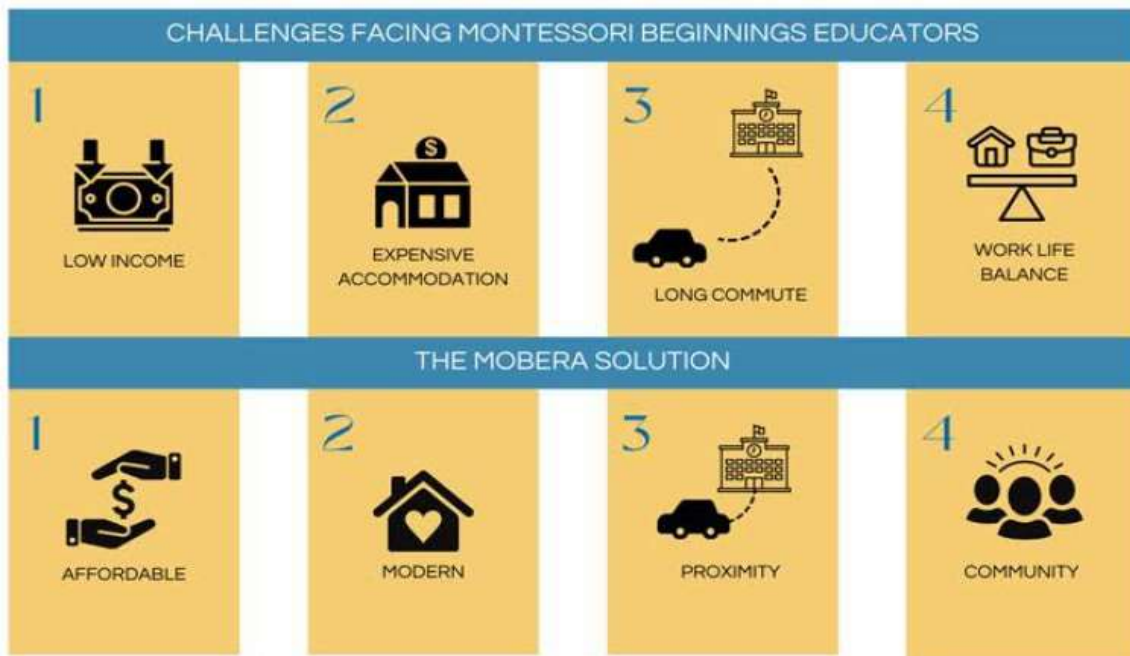 CHALLENGES FACING MONTESSORI BEGINNINGS EDUCATORS
1
LOW INCOME
2
$
EXPENSIVE
ACCOMMODATION
3
LONG COMMUTE
4
WORK LIFE
BALANCE
THE MOBERA SOLUTION
1
$
AFFORDABLE
2
MODERN
3
PROXIMITY
4
COMMUNITY